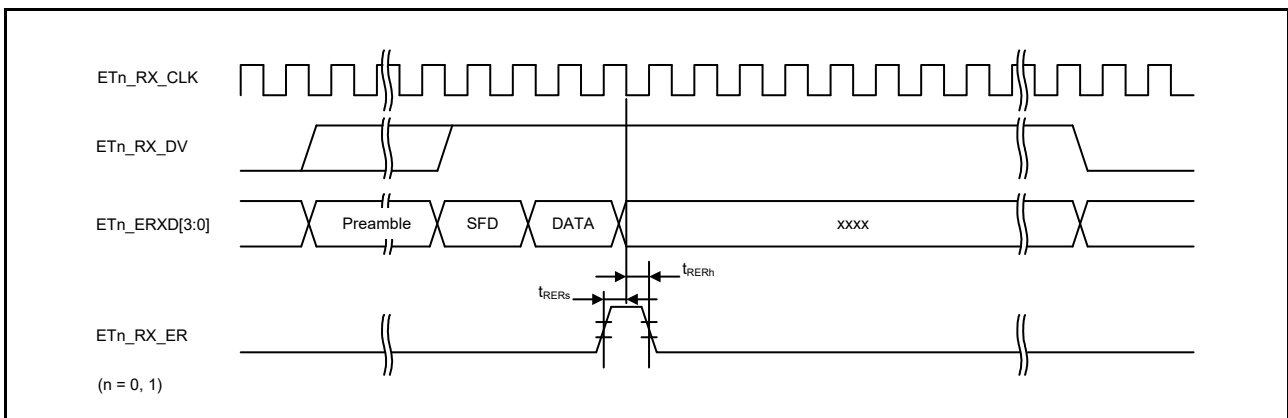 ETn_RX_CLK
ETn_RX_DV
ETn_ERXD[3:0]
Preamble SFD DATA xxxx
tRERh
tRERs
ETn_RX_ER
(n = 0, 1)